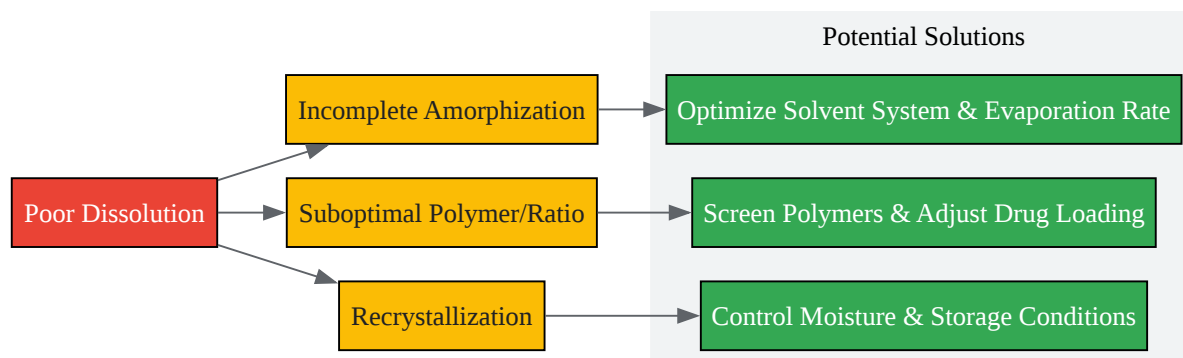 Potential Solutions
Incomplete Amorphization
Optimize Solvent System & Evaporation Rate
Poor Dissolution
Suboptimal Polymer/Ratio
Screen Polymers & Adjust Drug Loading
Recrystallization
Control Moisture & Storage Conditions